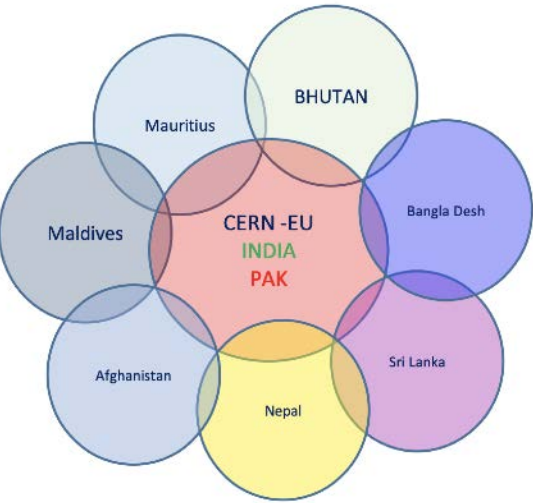 BHUTAN
Mauritius
Bangla Desh
CERN -EU
INDIA
PAK
Maldives
Sri Lanka
Afghanistan
Nepal